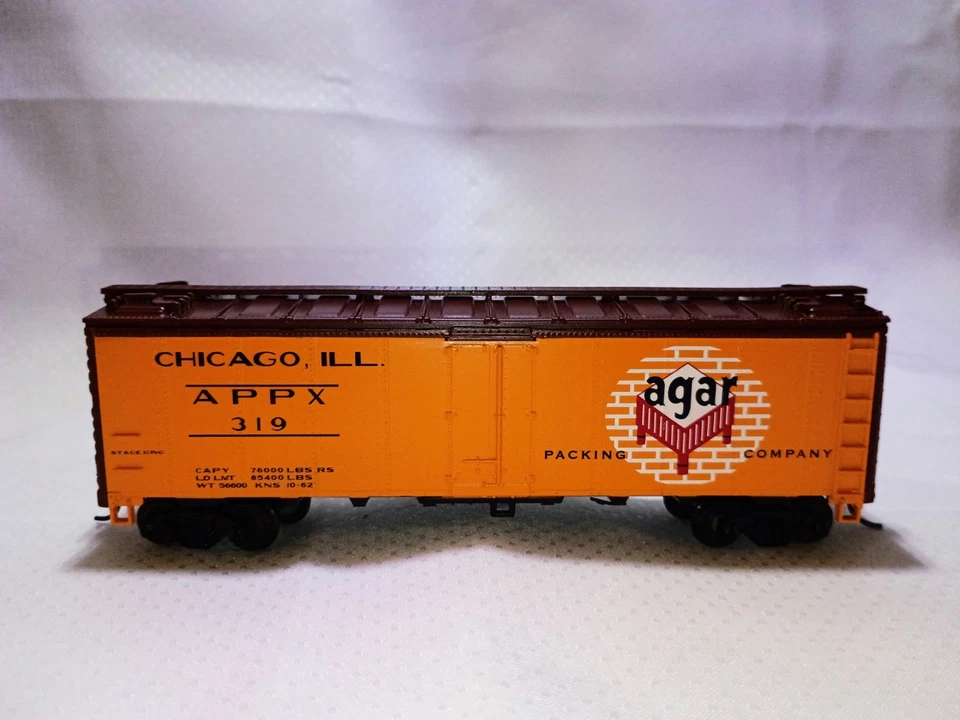 CHICAGO, ILL.
APPX
319
CAPY 76000 LBS RS
LD LMT 85400 LBS
WT 56600 KNS 10-62
agar
PACKING COMPANY